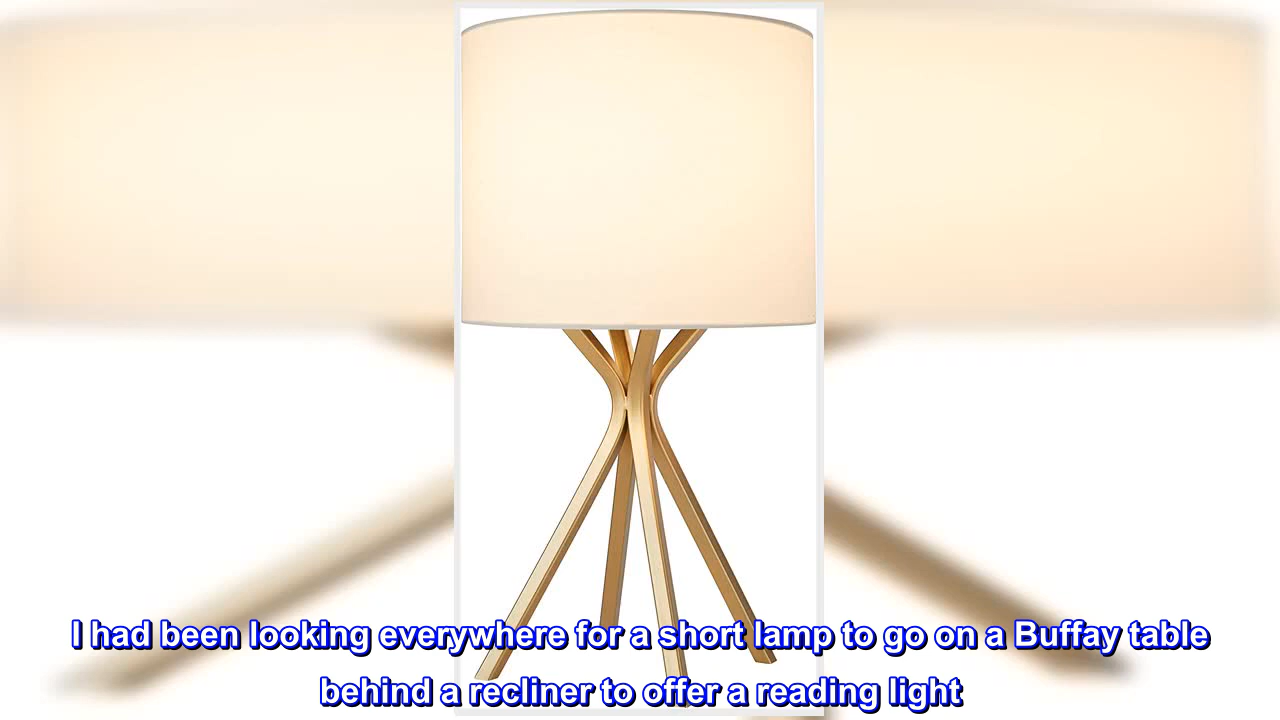 I had been looking everywhere for a short lamp to go on a Buffay table
behind a recliner to offer a reading light